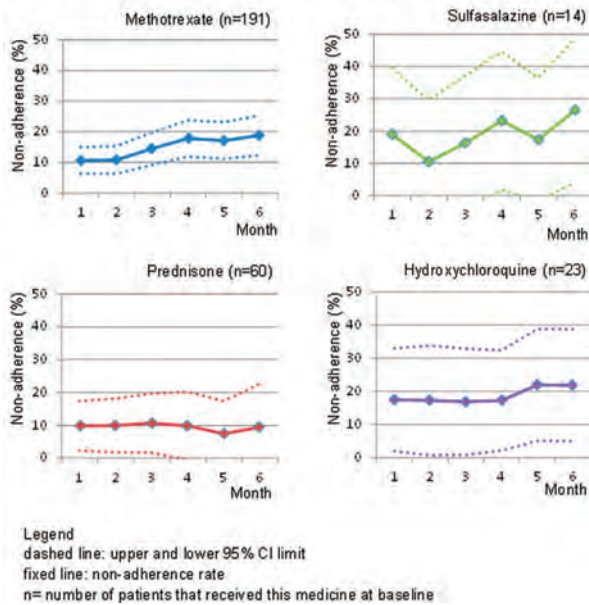 Methotrexate (n=191)
Non-adherence (%)
50
40
30
20
10
0
1 2 3 4 5 6
Month
Sulfasalazine (n=14)
Non-adherence (%)
50
40
30
20
10
0
1 2 3 4 5 6
Month
Prednisone (n=60)
Non-adherence (%)
50
40
30
20
10
0
1 2 3 4 5 6
Month
Hydroxychloroquine (n=23)
Non-adherence (%)
50
40
30
20
10
0
1 2 3 4 5 6
Month
Legend
dashed line: upper and lower 95% CI limit
fixed line: non-adherence rate
n= number of patients that received this medicine at baseline